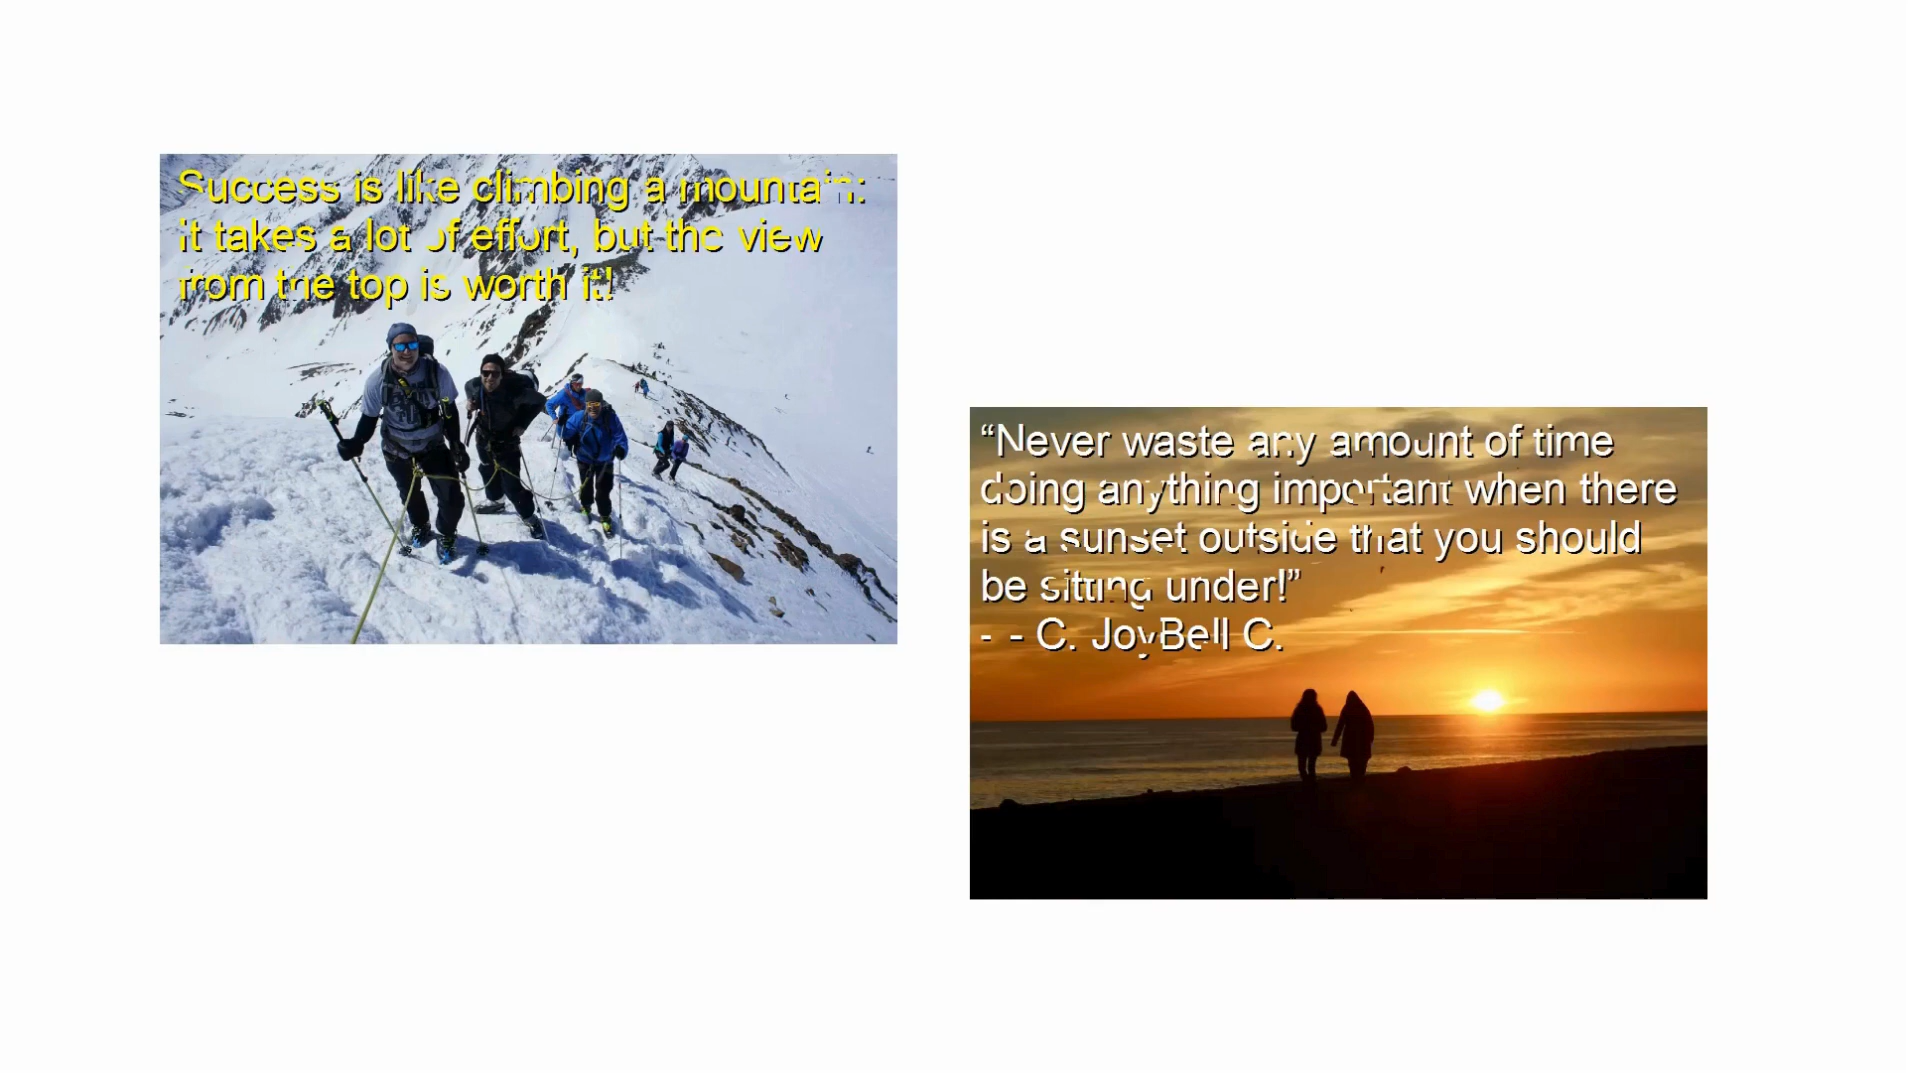 Success is like climbing a mountain:
it takes a lot of effort, but the view
from the top is worth it!
“Never waste any amount of time
doing anything important when there
is a sunset outside that you should
be sitting under!”
- - C. JoyBell C.